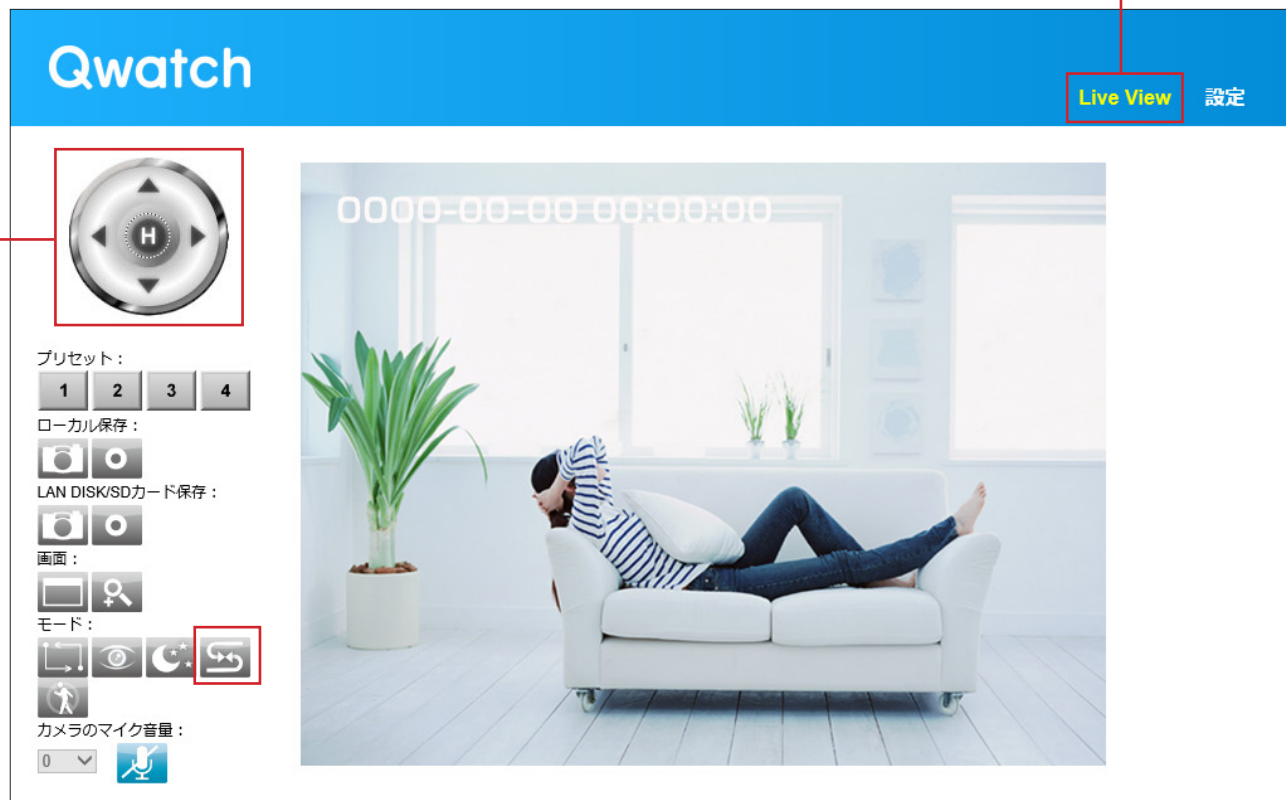 Qwatch
Live View 設定
H
0000-00-00 00:00:00
プリセット：
1 2 3 4
ローカル保存：
LAN DISK/SDカード保存：
画面：
モード：
カメラのマイク音量：
0